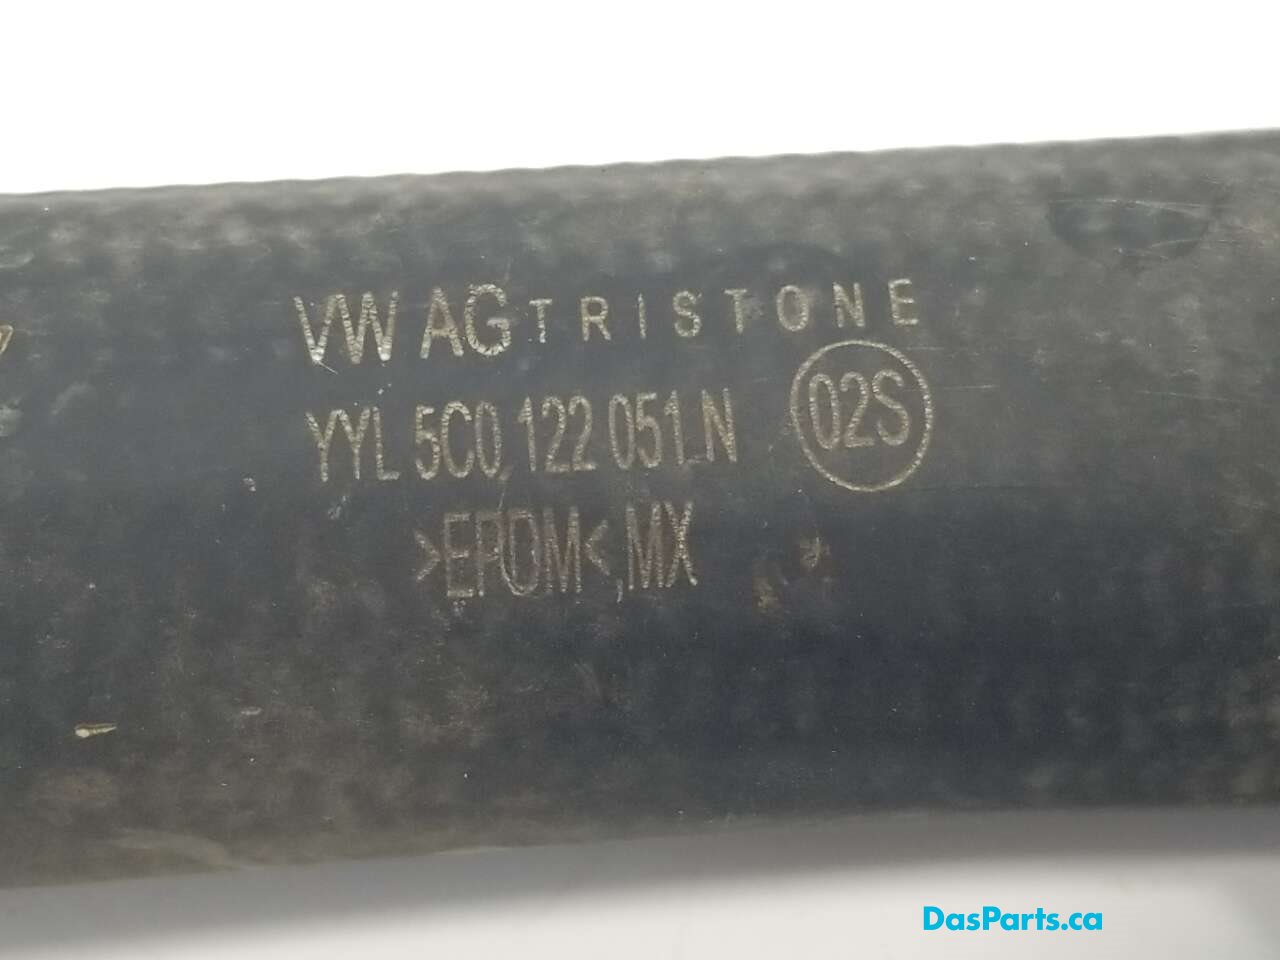 VW AG TRISTONE
YYL 5C0 122 051 N 02S
>EPDM<,MX
DasParts.ca